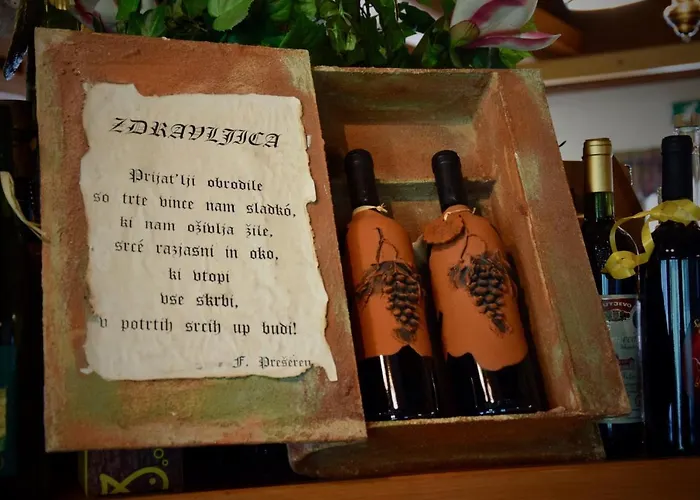 ZDRAVLJICA
Prijat'lji obrodile
so trte vince nam sladkó,
ki nam oživlja žile,
srcé razjasni in oko,
ki utopi
vse skrbi,
v potrtih srcih up budi!
F. Prešeren